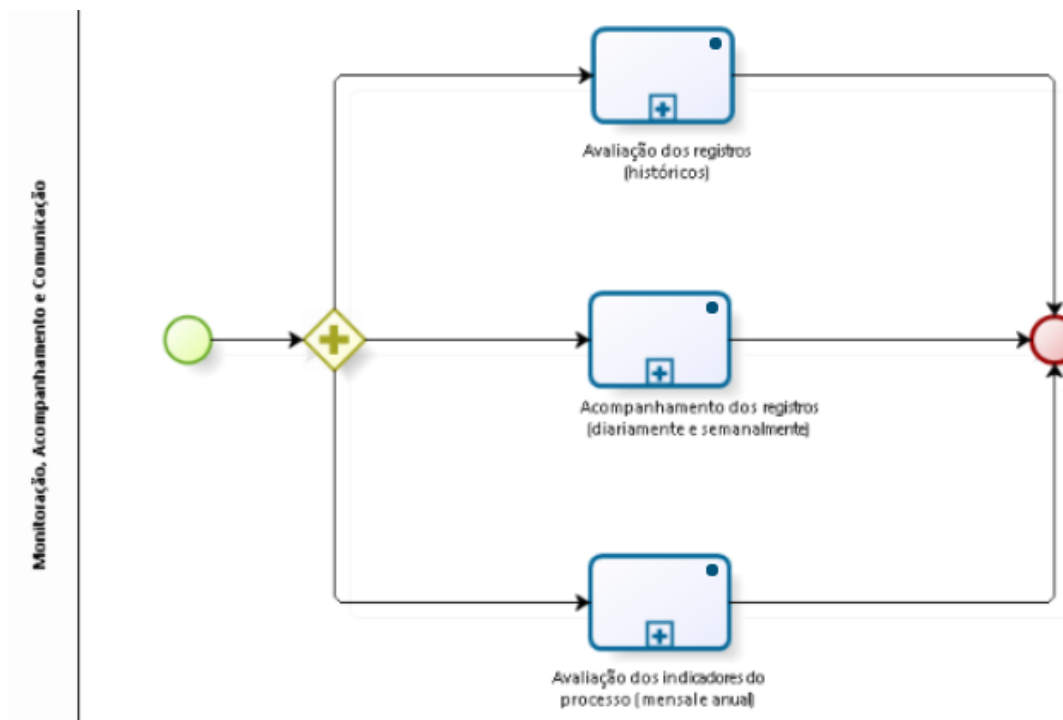 Monitoração, Acompanhamento e Comunicação
Avaliação dos registros
(históricos)
Acompanhamento dos registros
(diariamente e semanalmente)
Avaliação dos indicadores do
processo (mensal e anual)